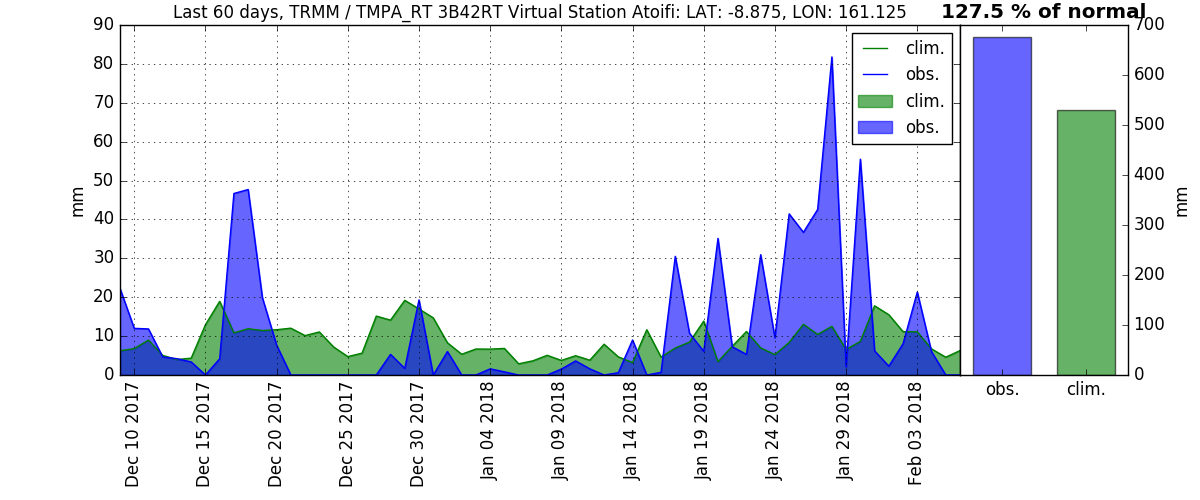 Last 60 days, TRMM / TMPA_RT 3B42RT Virtual Station Atoifi: LAT: -8.875, LON: 161.125
127.5 % of normal
90
80
70
60
50
40
30
20
10
0
mm
clim.
obs.
clim.
obs.
Dec 10 2017
Dec 15 2017
Dec 20 2017
Dec 25 2017
Dec 30 2017
Jan 04 2018
Jan 09 2018
Jan 14 2018
Jan 19 2018
Jan 24 2018
Jan 29 2018
Feb 03 2018
700
600
500
400
300
200
100
0
mm
obs.
clim.